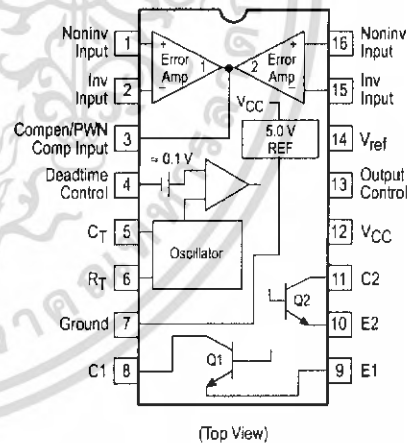 Noninv
Input
1
+
Error
Amp
1
2
Error
Amp
+
16
Noninv
Input
Inv
Input
2
–
–
15
Inv
Input
VCC
Compen/PWN
Comp Input
3
5.0 V
REF
14
Vref
≈ 0.1 V
Deadtime
Control
4
13
Output
Control
CT
5
Oscillator
12
VCC
RT
6
11
C2
Q2
Ground
7
10
E2
C1
8
Q1
9
E1
(Top View)